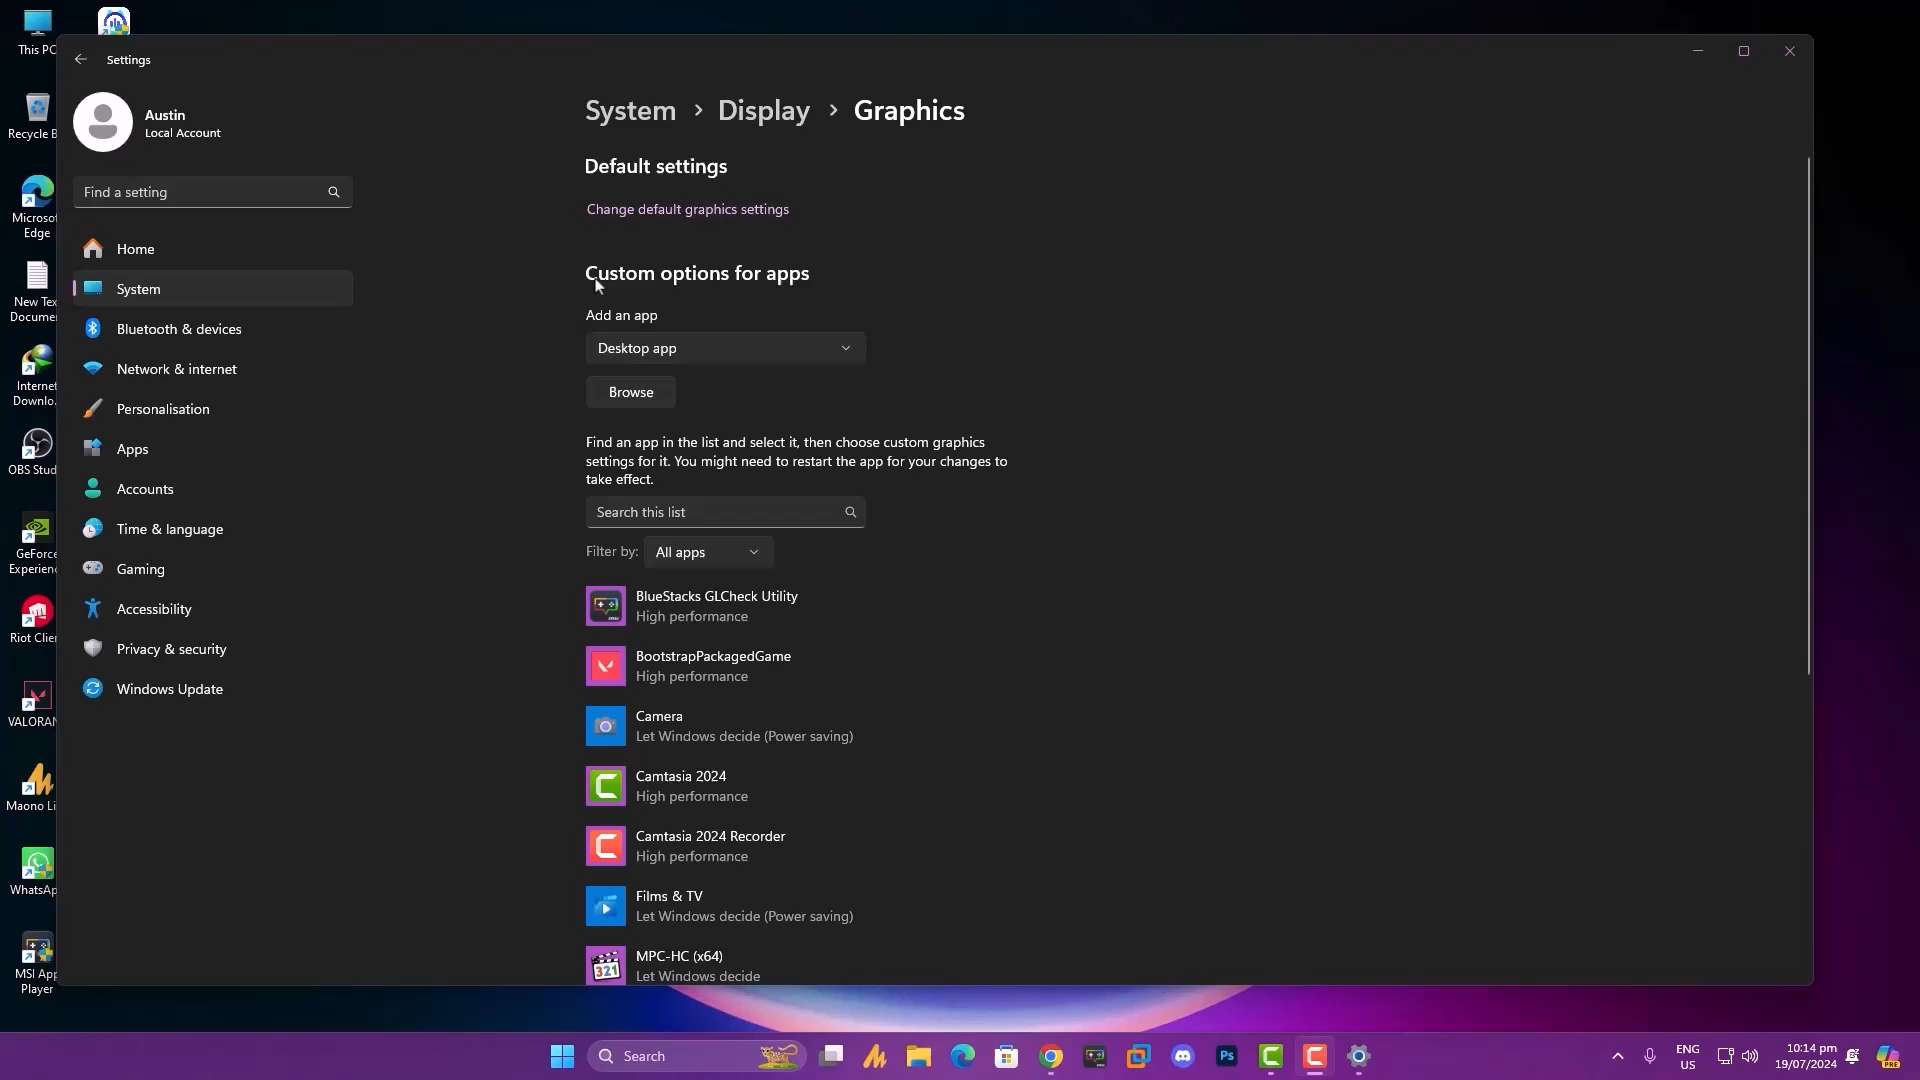 This PC
Recycle B
Microsof
Edge
New Tex
Documen
Internet
Downlo...
OBS Stud
GeForce
Experienc
Riot Clien
VALORAN
Maono Li
WhatsAp
MSI App
Player
Settings
Austin
Local Account
Find a setting
Home
System
Bluetooth & devices
Network & internet
Personalisation
Apps
Accounts
Time & language
Gaming
Accessibility
Privacy & security
Windows Update
System > Display > Graphics
Default settings
Change default graphics settings
Custom options for apps
Add an app
Desktop app
Browse
Find an app in the list and select it, then choose custom graphics
settings for it. You might need to restart the app for your changes to
take effect.
Search this list
Filter by: All apps
BlueStacks GLCheck Utility
High performance
BootstrapPackagedGame
High performance
Camera
Let Windows decide (Power saving)
Camtasia 2024
High performance
Camtasia 2024 Recorder
High performance
Films & TV
Let Windows decide (Power saving)
321
MPC-HC (x64)
Let Windows decide
Search
Ps
ENG
US
10:14 pm
19/07/2024
PRE